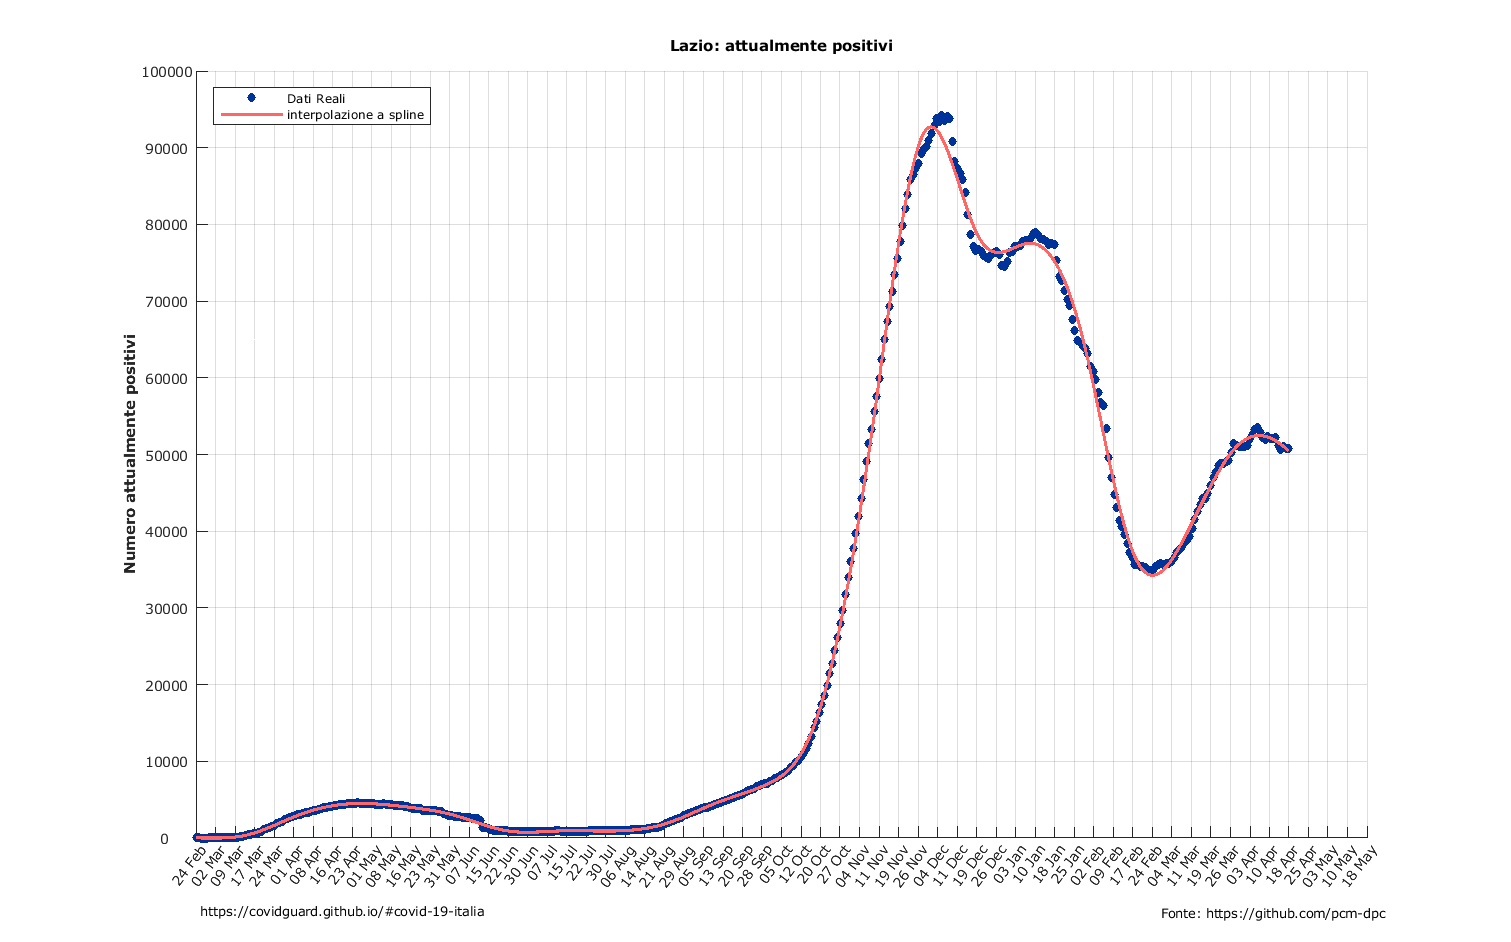 Lazio: attualmente positivi
Dati Reali
interpolazione a spline
Numero attualmente positivi
100000
90000
80000
70000
60000
50000
40000
30000
20000
10000
0
24 Feb
02 Mar
09 Mar
17 Mar
24 Mar
01 Apr
08 Apr
16 Apr
23 Apr
01 May
08 May
16 May
23 May
31 May
07 Jun
15 Jun
22 Jun
30 Jul
07 Jul
15 Jul
22 Jul
30 Aug
06 Aug
14 Aug
21 Aug
29 Aug
05 Sep
13 Sep
20 Sep
28 Oct
05 Oct
12 Oct
20 Oct
27 Oct
04 Nov
11 Nov
19 Nov
26 Nov
04 Dec
11 Dec
19 Dec
26 Dec
03 Jan
10 Jan
18 Jan
25 Jan
02 Feb
09 Feb
17 Feb
24 Feb
04 Mar
11 Mar
19 Mar
26 Mar
03 Apr
10 Apr
18 Apr
25 Apr
03 May
10 May
18 May
https://covidguard.github.io/#covid-19-italia
Fonte: https://github.com/pcm-dpc